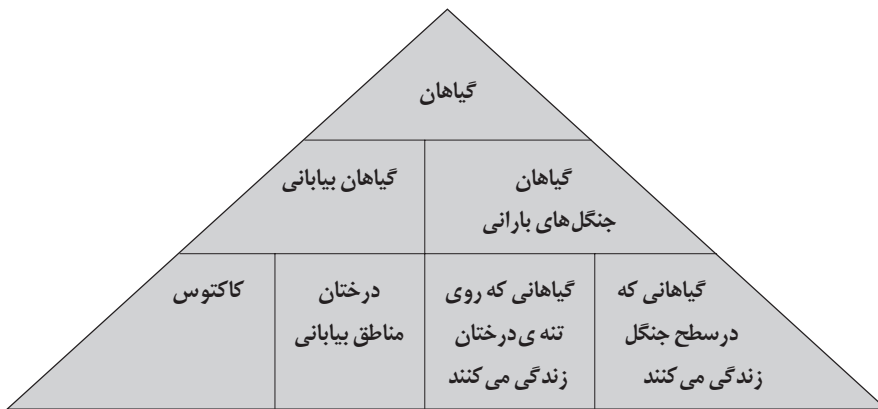 گیاهان
گیاهان
جنگل‌های بارانی
گیاهان بیابانی
گیاهانی که
درسطح جنگل
زندگی می‌کنند
گیاهانی که روی
تنه ی درختان
زندگی می‌کنند
درختان
مناطق بیابانی
کاکتوس